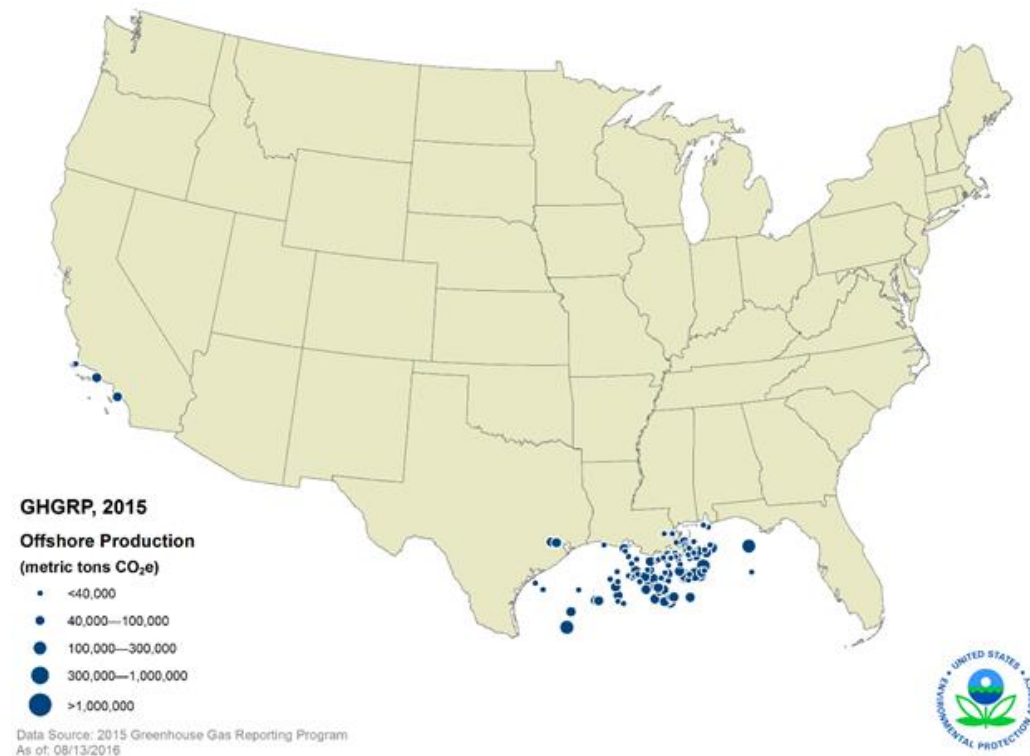 GHGRP, 2015
Offshore Production
(metric tons CO₂e)
<40,000
40,000—100,000
100,000—300,000
300,000—1,000,000
>1,000,000
Data Source: 2015 Greenhouse Gas Reporting Program
As of: 08/13/2016
UNITED STATES
ENVIRONMENTAL PROTECTION AGENCY